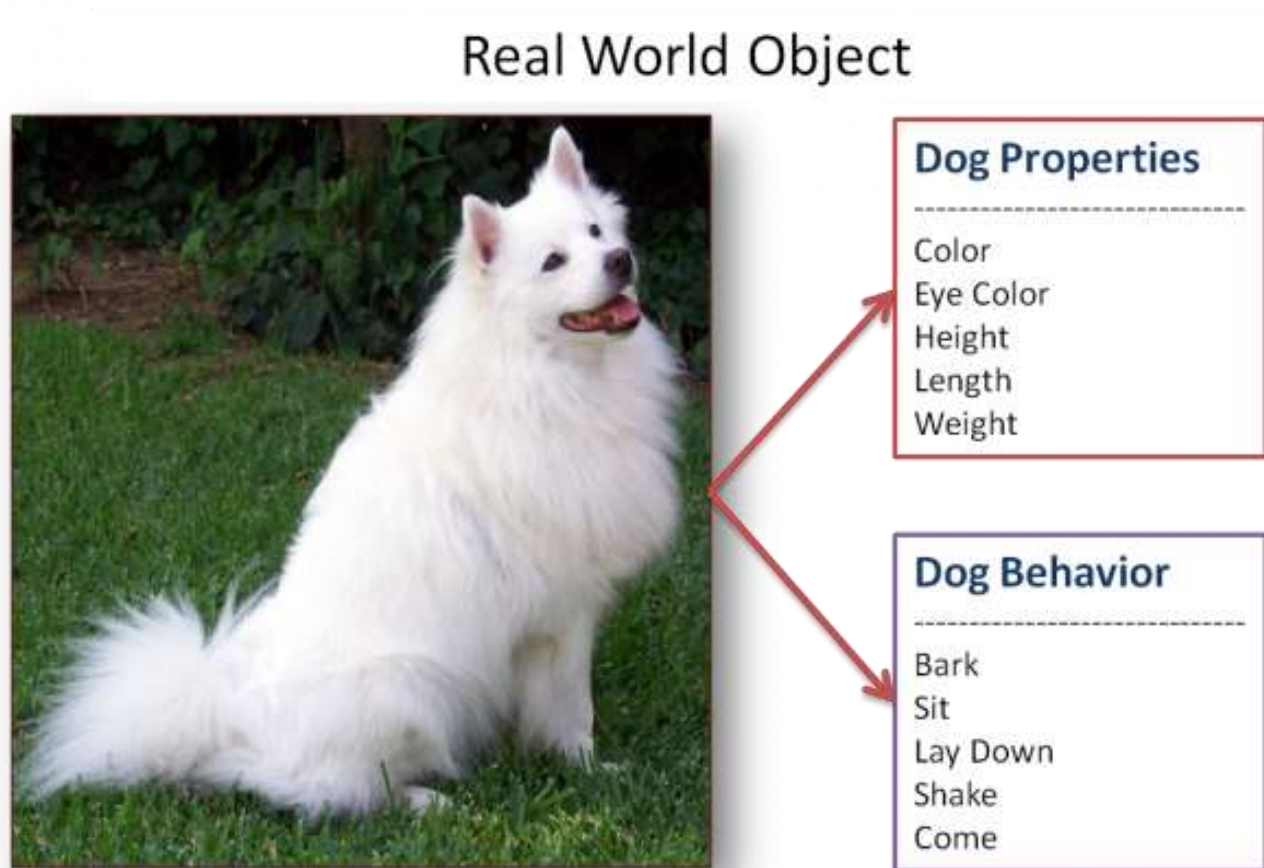 Real World Object
Dog Properties
------------------------------
Color
Eye Color
Height
Length
Weight
Dog Behavior
------------------------------
Bark
Sit
Lay Down
Shake
Come